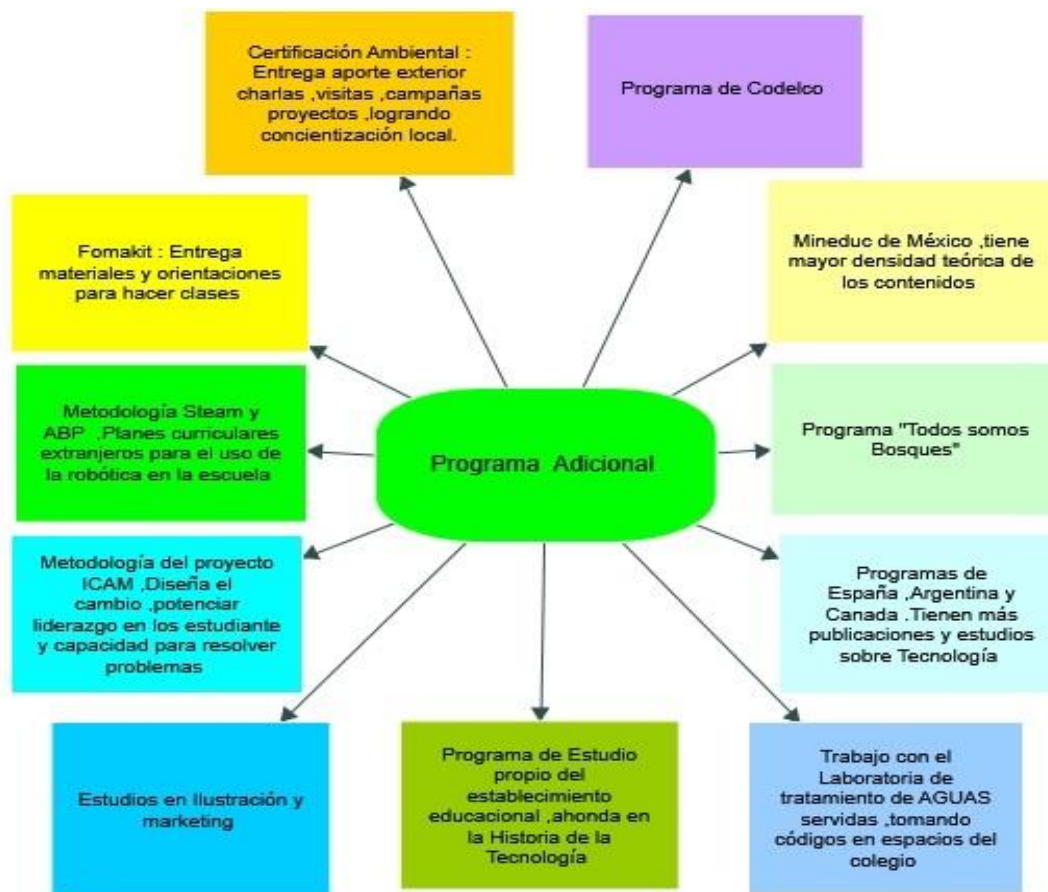 Certificación Ambiental :
Entrega aporte exterior
charlas ,visitas ,campañas
proyectos ,logrando
concientización local.
Programa de Codelco
Fomakit : Entrega
materiales y orientaciones
para hacer clases
Mineduc de México ,tiene
mayor densidad teórica de
los contenidos
Metodología Steam y
ABP ,Planes curriculares
extranjeros para el uso de
la robótica en la escuela
Programa Adicional
Programa "Todos somos
Bosques"
Metodología del proyecto
ICAM ,Diseña el
cambio ,potenciar
liderazgo en los estudiante
y capacidad para resolver
problemas
Programas de
España ,Argentina y
Canada .Tienen más
publicaciones y estudios
sobre Tecnología
Estudios en Ilustración y
marketing
Programa de Estudio
propio del
establecimiento
educacional ,ahonda en
la Historia de la
Tecnología
Trabajo con el
Laboratoria de
tratamiento de AGUAS
servidas ,tomando
códigos en espacios del
colegio